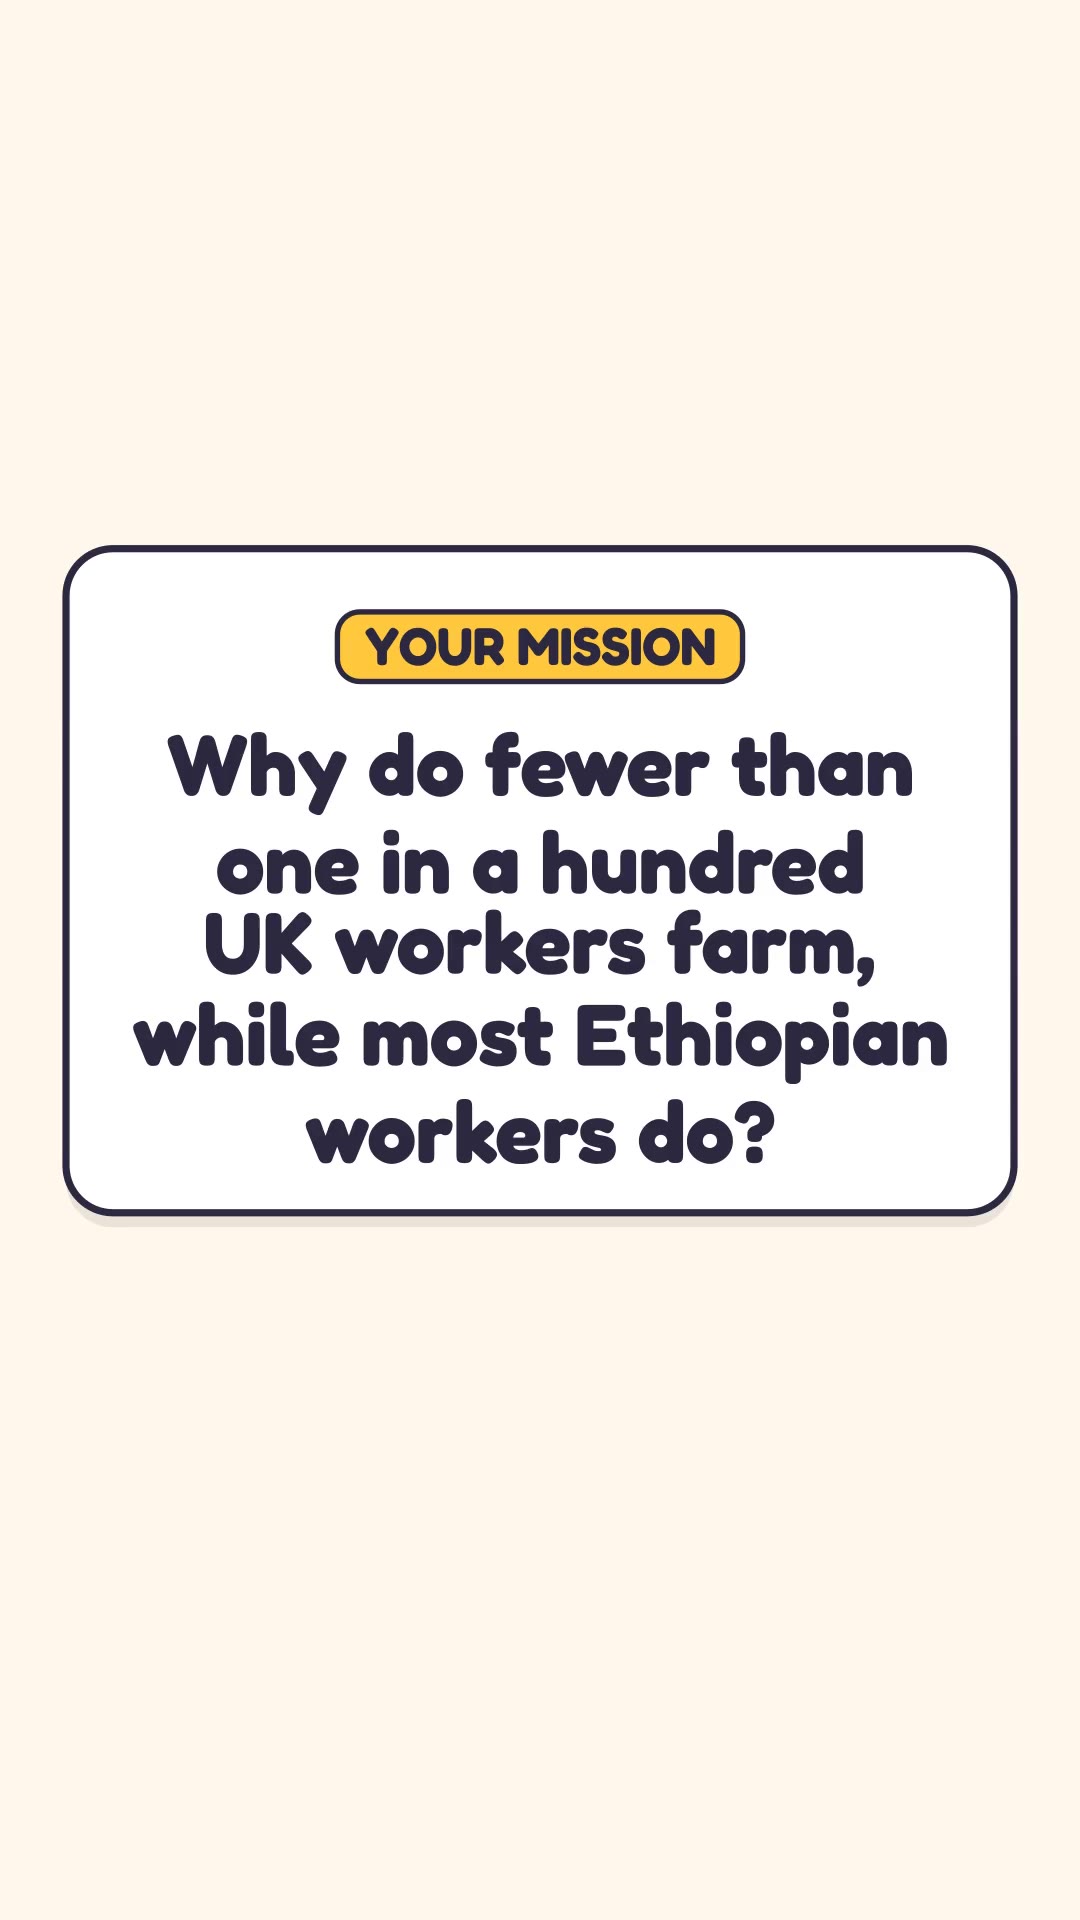 YOUR MISSION
Why do fewer than
one in a hundred
UK workers farm,
while most Ethiopian
workers do?